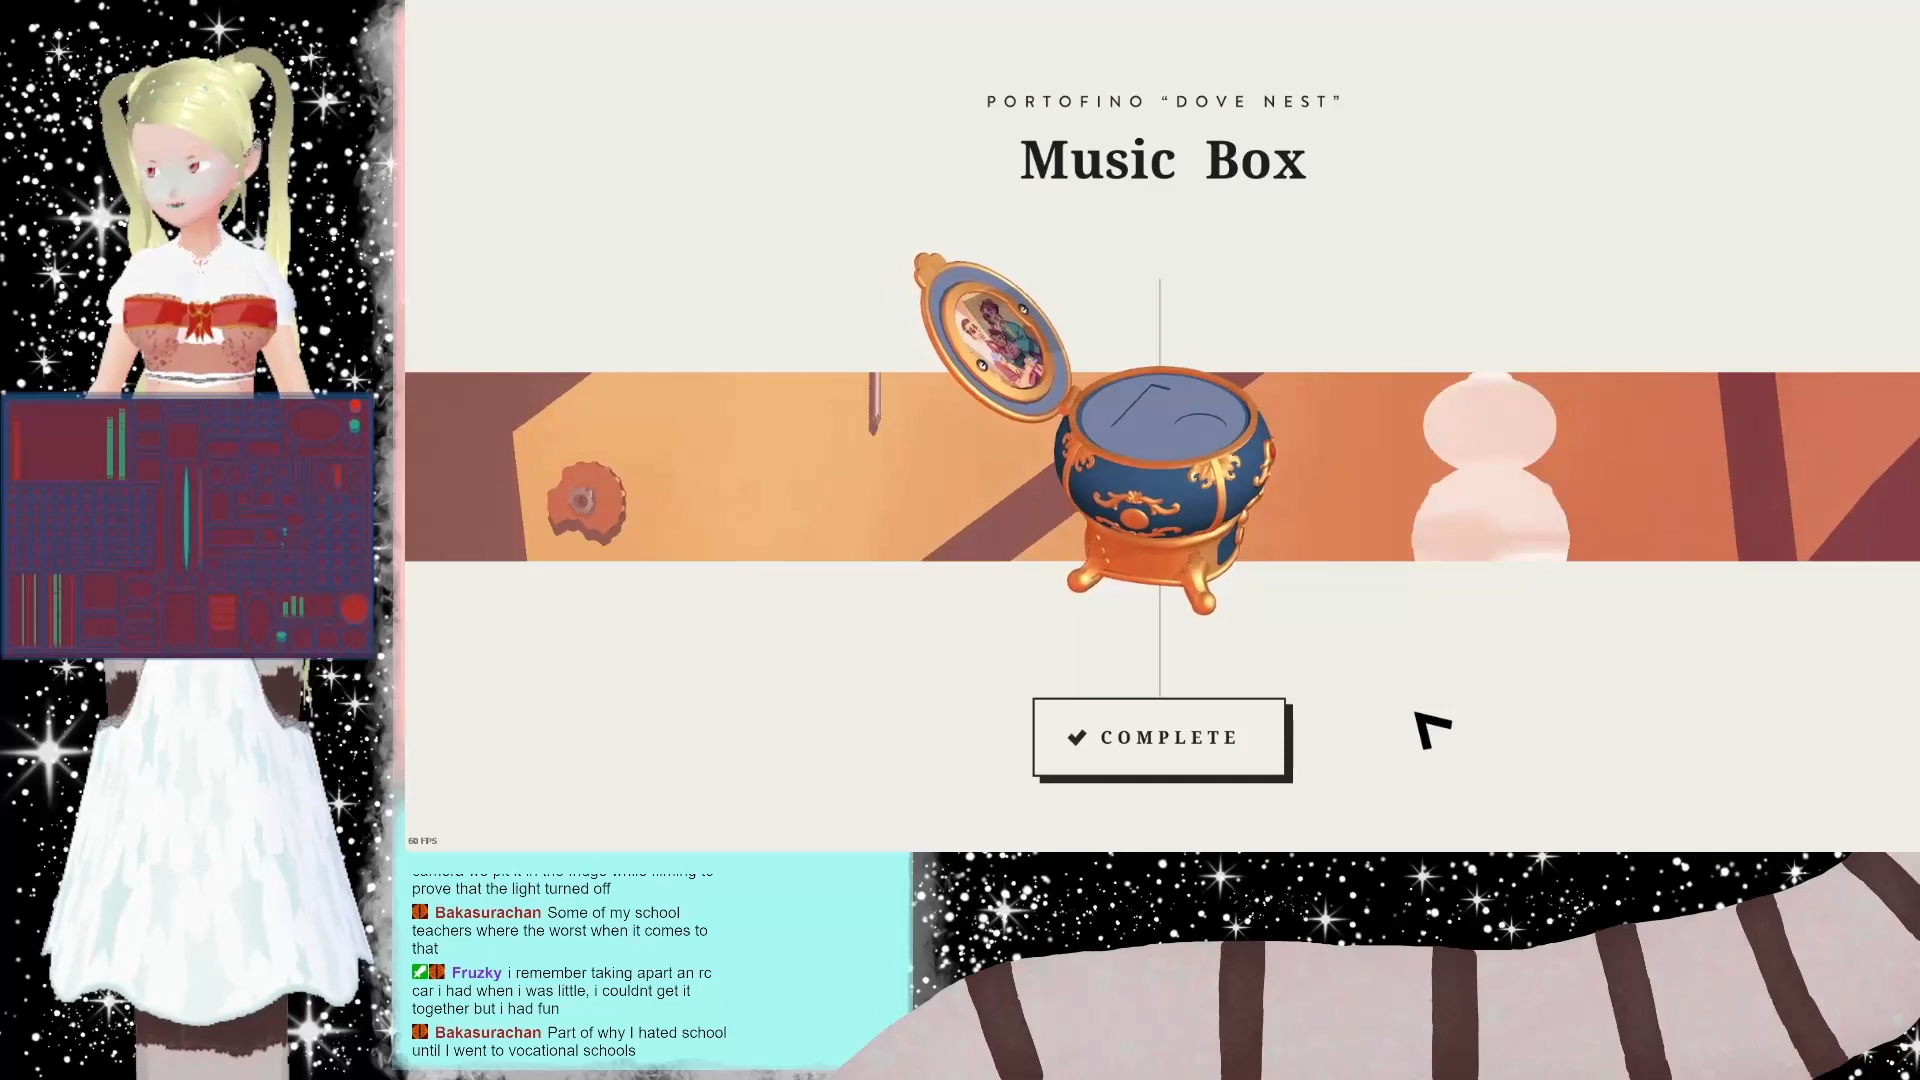 PORTOFINO “DOVE NEST”
Music Box
COMPLETE
60 FPS
prove that the light turned off
Bakasurachan Some of my school
teachers where the worst when it comes to
that
Fruzky i remember taking apart an rc
car i had when i was little, i couldnt get it
together but i had fun
Bakasurachan Part of why I hated school
until I went to vocational schools